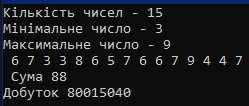 Кількість чисел - 15
Мінімальне число - 3
Максимальне число - 9
6 7 3 3 8 6 5 7 6 6 7 9 4 4 7
Сума 88
Добуток 80015040